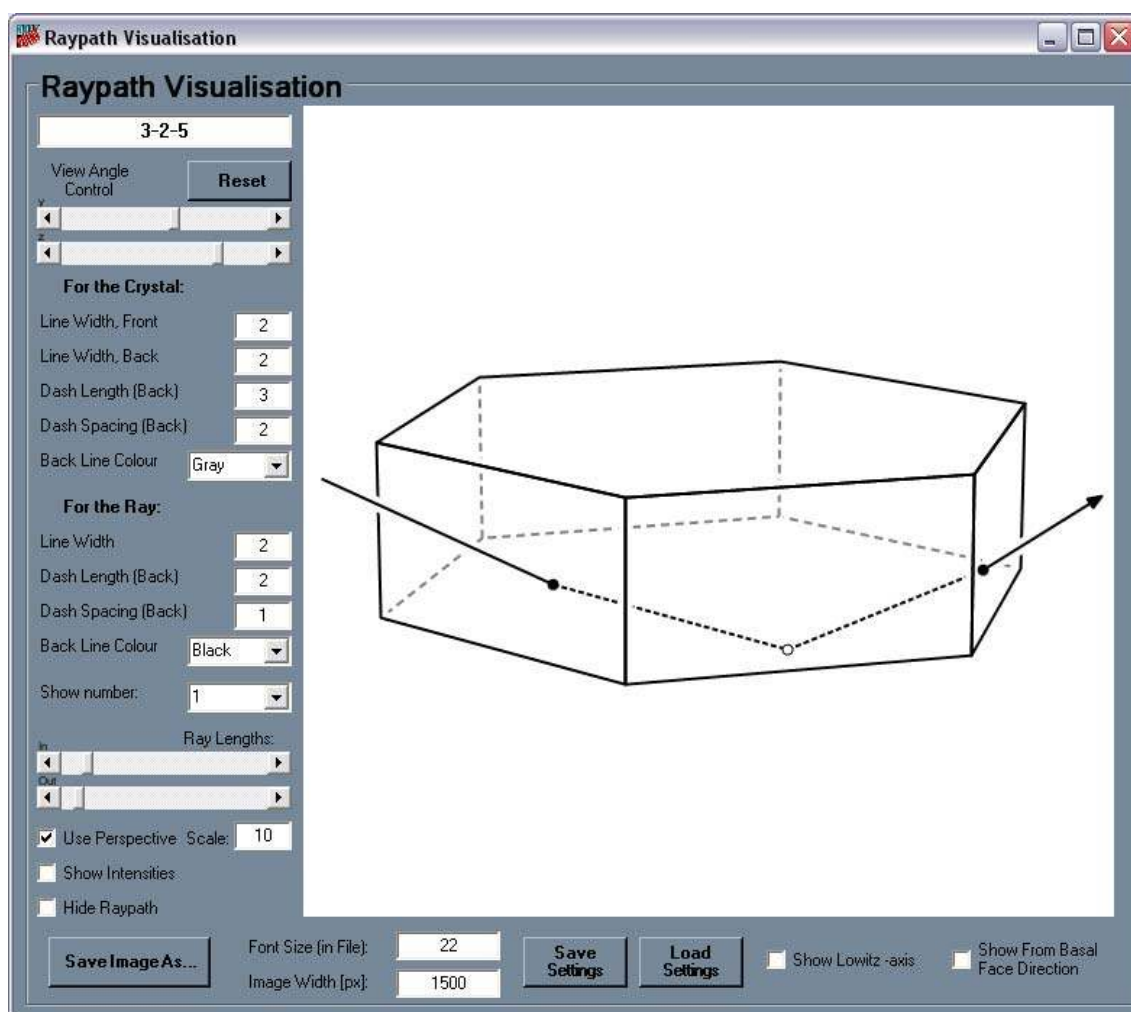 Raypath Visualisation
Raypath Visualisation
3-2-5
View Angle
Control
Reset
y
z
For the Crystal:
Line Width, Front 2
Line Width, Back 2
Dash Length (Back) 3
Dash Spacing (Back) 2
Back Line Colour Gray
For the Ray:
Line Width 2
Dash Length (Back) 2
Dash Spacing (Back) 1
Back Line Colour Black
Show number: 1
Ray Lengths:
In
Out
Use Perspective Scale: 10
Show Intensities
Hide Raypath
Save Image As...
Font Size (in File): 22
Image Width [px]: 1500
Save
Settings
Load
Settings
Show Lowitz -axis
Show From Basal
Face Direction